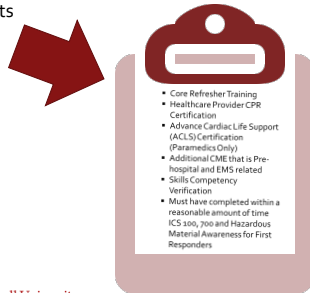 ts
▪ Core Refresher Training
▪ Healthcare Provider CPR
Certification
▪ Advance Cardiac Life Support
(ACLS) Certification
(Paramedics Only)
▪ Additional CME that is Pre-
hospital and EMS related
▪ Skills Competency
Verification
▪ Must have completed within a
reasonable amount of time
ICS 100, 700 and Hazardous
Material Awareness for First
Responders